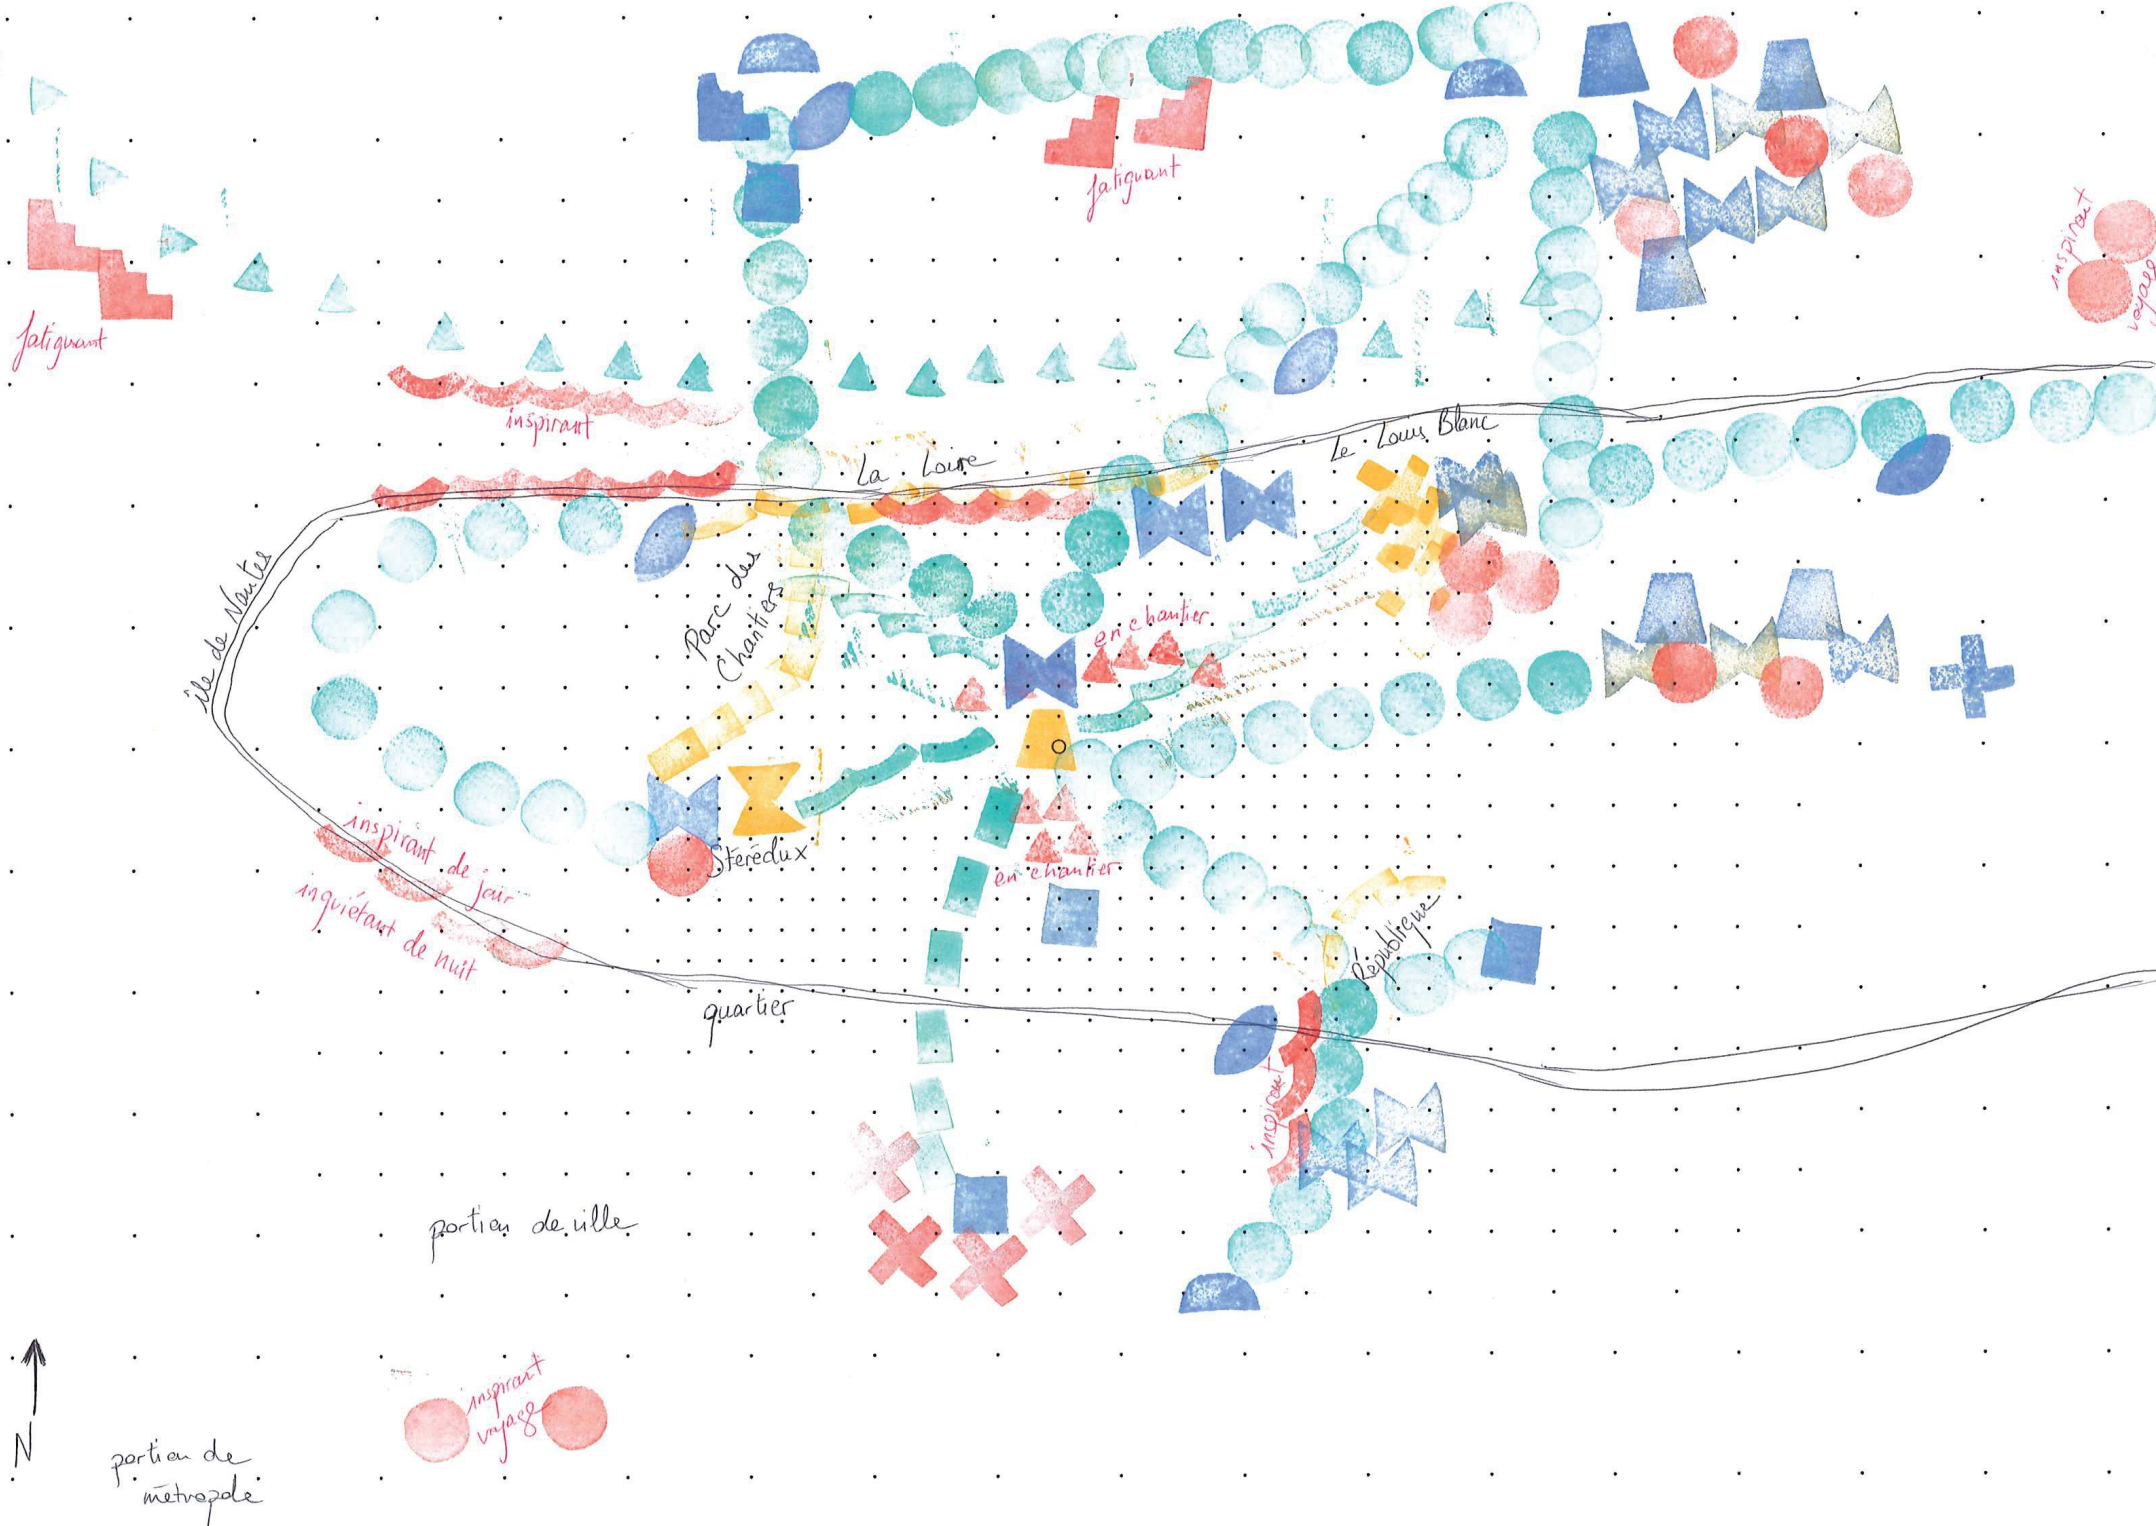 fatiguant
inspirant
voyage
fatiguant
inspirant
La Loire
Le Louis Blanc
île de Nantes
Parc des
Chantiers
en chantier
Stéréolux
en chantier
inspirant de jour
inquiétant de nuit
République
quartier
inspirant
portion de ville
inspirant
voyage
N
portion de
métropole